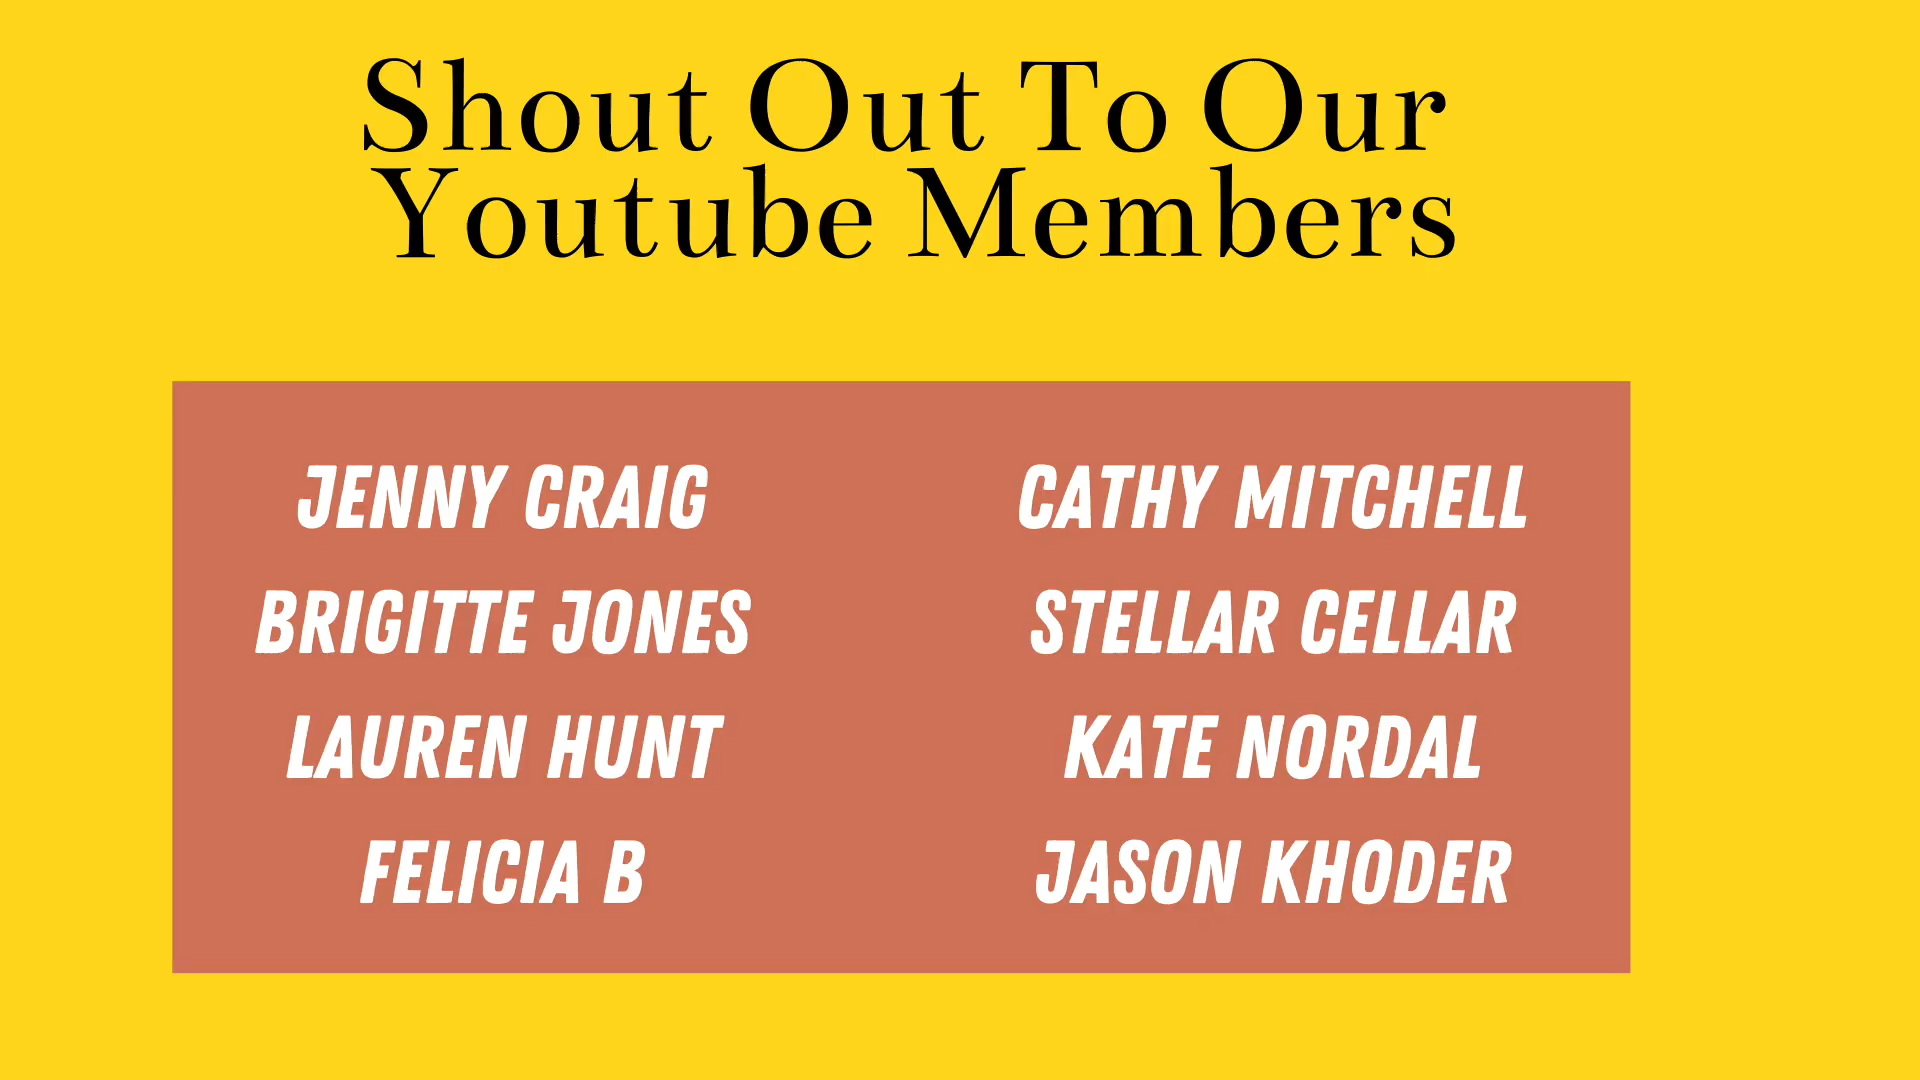 Shout Out To Our
Youtube Members
JENNY CRAIG
BRIGITTE JONES
LAUREN HUNT
FELICIA B
CATHY MITCHELL
STELLAR CELLAR
KATE NORDAL
JASON KHODER